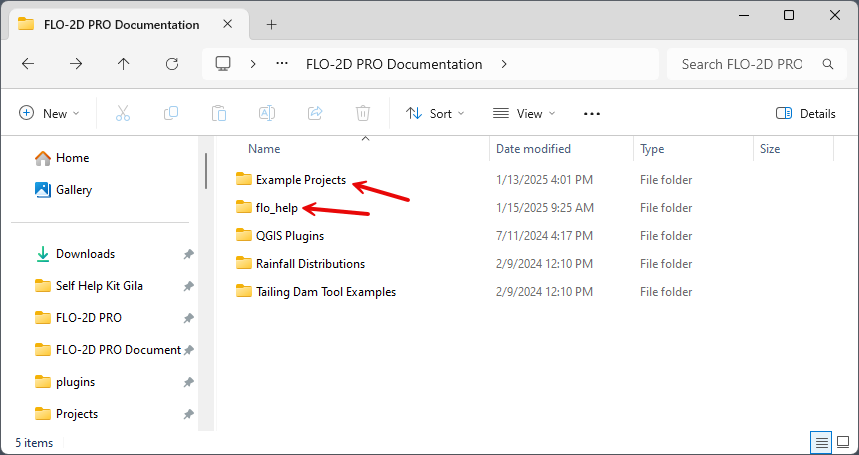 FLO-2D PRO Documentation
FLO-2D PRO Documentation
Search FLO-2D PRO
New
Sort
View
Details
Name
Date modified
Type
Size
Home
Gallery
Downloads
Self Help Kit Gila
FLO-2D PRO
FLO-2D PRO Document
plugins
Projects
Example Projects 1/13/2025 4:01 PM File folder
flo_help 1/15/2025 9:25 AM File folder
QGIS Plugins 7/11/2024 4:17 PM File folder
Rainfall Distributions 2/9/2024 12:10 PM File folder
Tailing Dam Tool Examples 2/9/2024 12:10 PM File folder
5 items